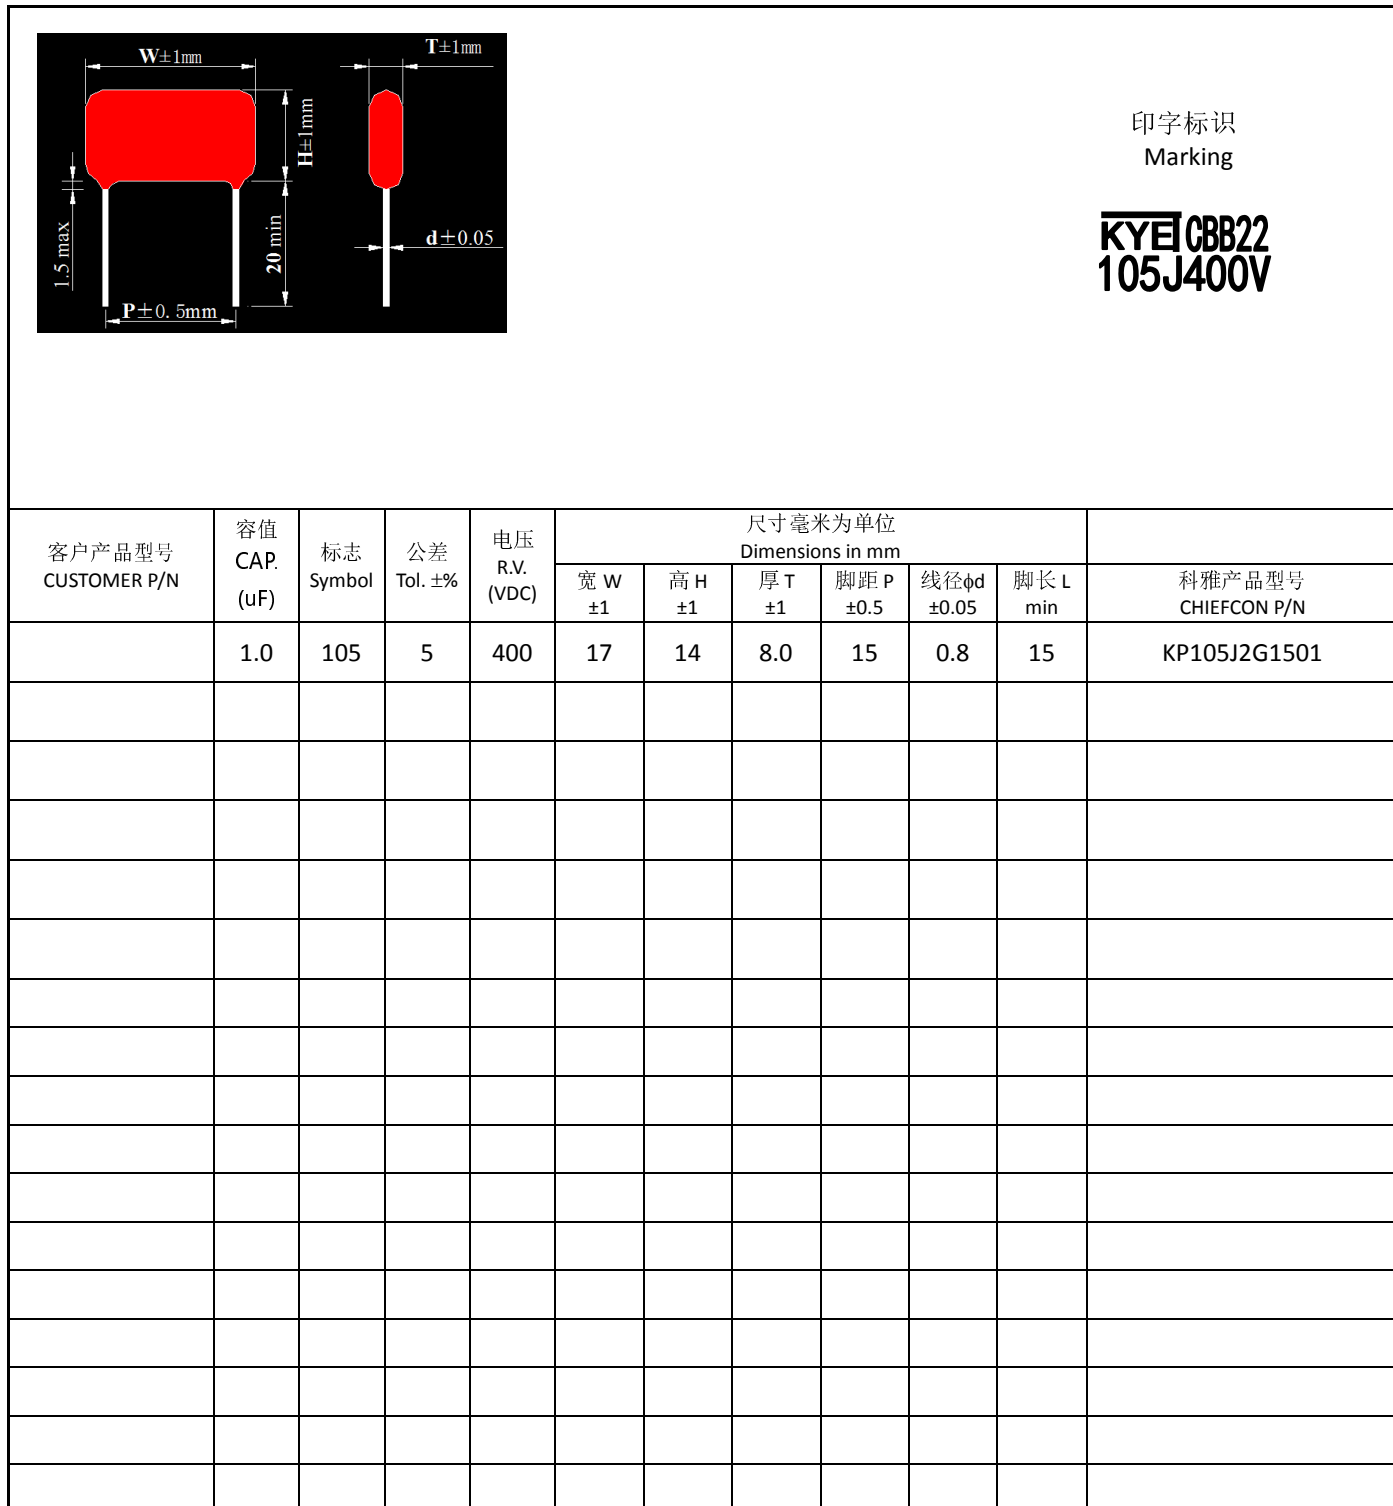 W±1mm
T±1mm
H±1mm
1.5 max
20 min
d±0.05
P±0.5mm
印字标识
Marking
KYET CBB22
105J400V
客户产品型号
CUSTOMER P/N
容值
CAP.
(uF)
标志
Symbol
公差
Tol. ±%
电压
R.V.
(VDC)
尺寸毫米为单位
Dimensions in mm
宽 W
±1
高 H
±1
厚 T
±1
脚距 P
±0.5
线径ϕd
±0.05
脚长 L
min
科雅产品型号
CHIEFCON P/N
1.0 105 5 400 17 14 8.0 15 0.8 15 KP105J2G1501